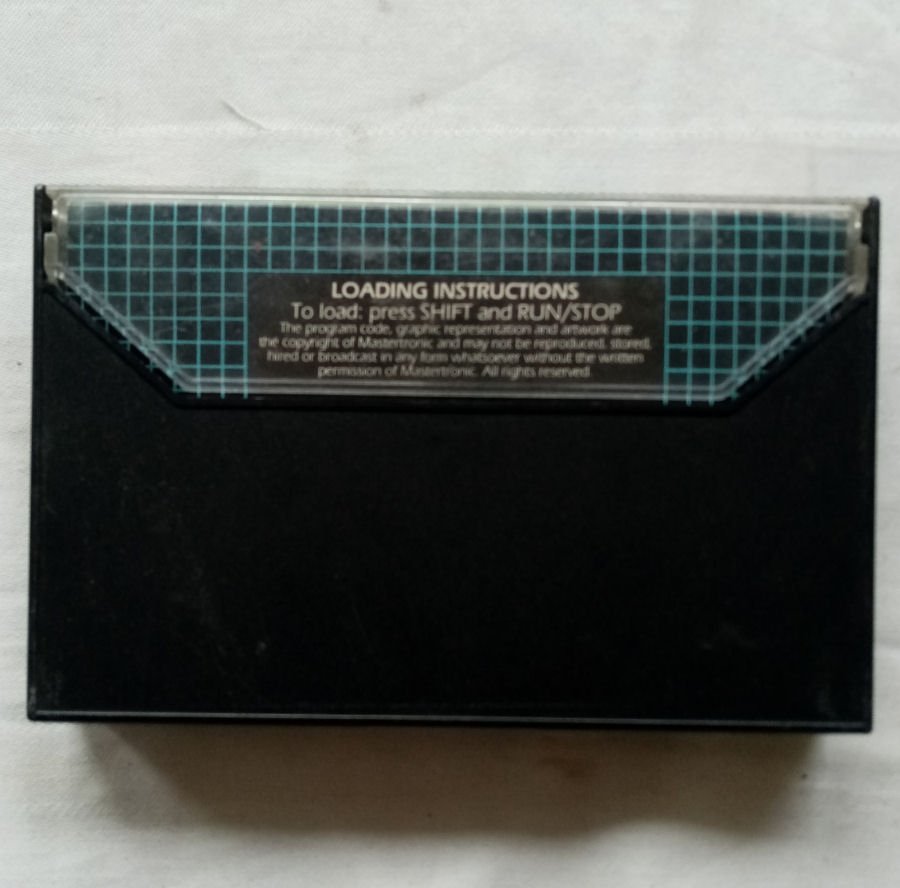 LOADING INSTRUCTIONS
To load: press SHIFT and RUN/STOP
The program code, graphic representation and artwork are
the copyright of Mastertronic and may not be reproduced, stored,
hired or broadcast in any form whatsoever without the written
permission of Mastertronic. All rights reserved.